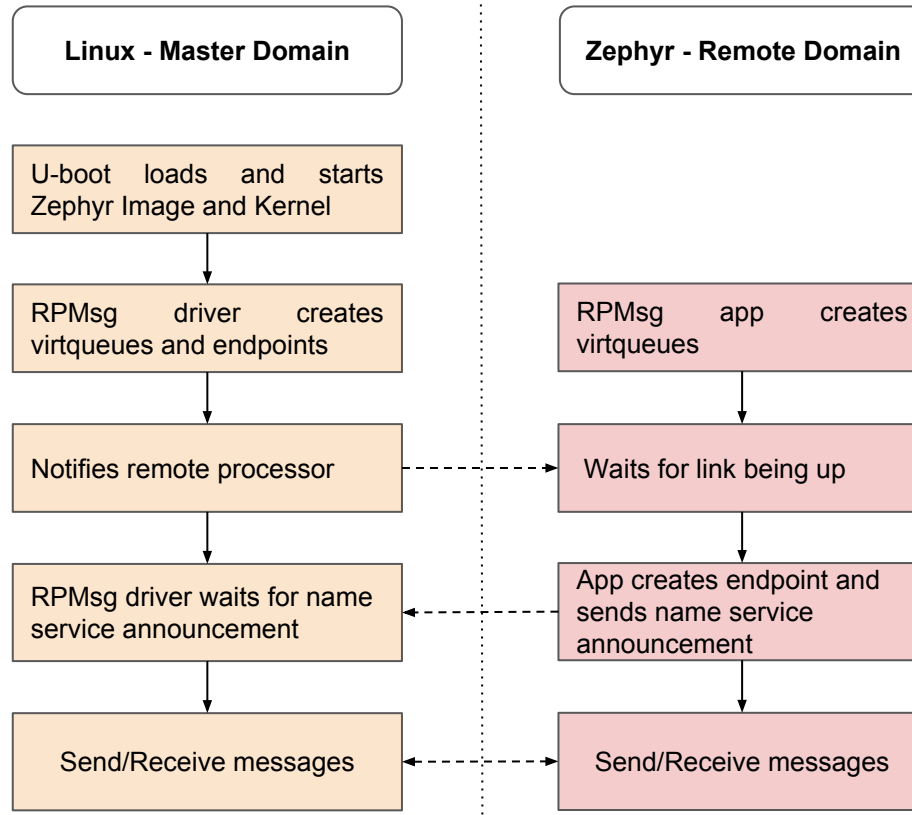 Linux - Master Domain
Zephyr - Remote Domain
U-boot loads and starts
Zephyr Image and Kernel
RPMsg driver creates
virtqueues and endpoints
RPMsg app creates
virtqueues
Notifies remote processor
Waits for link being up
RPMsg driver waits for name
service announcement
App creates endpoint and
sends name service
announcement
Send/Receive messages
Send/Receive messages